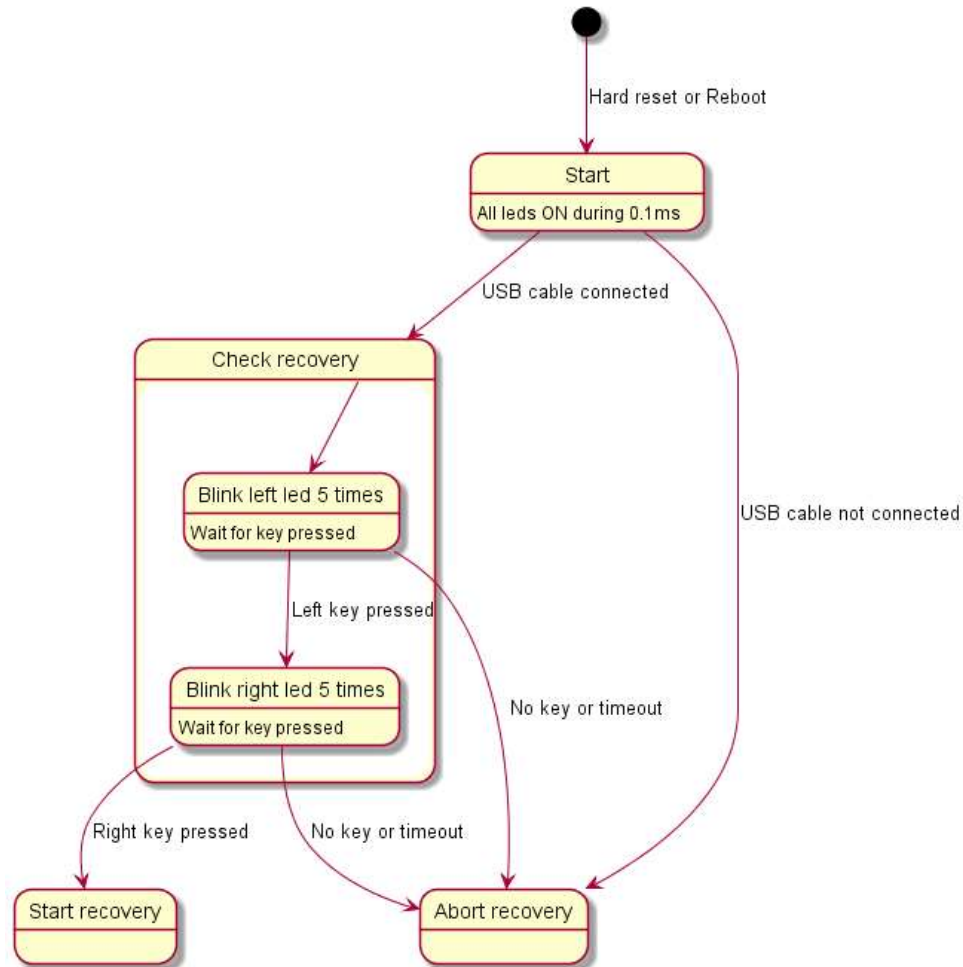 Hard reset or Reboot
Start
All leds ON during 0.1ms
USB cable connected
Check recovery
Blink left led 5 times
Wait for key pressed
USB cable not connected
Left key pressed
Blink right led 5 times
No key or timeout
Wait for key pressed
Right key pressed
No key or timeout
Start recovery
Abort recovery